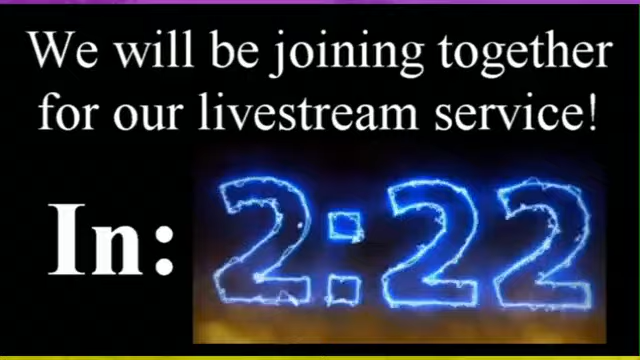 We will be joining together
for our livestream service!
In: 2:22